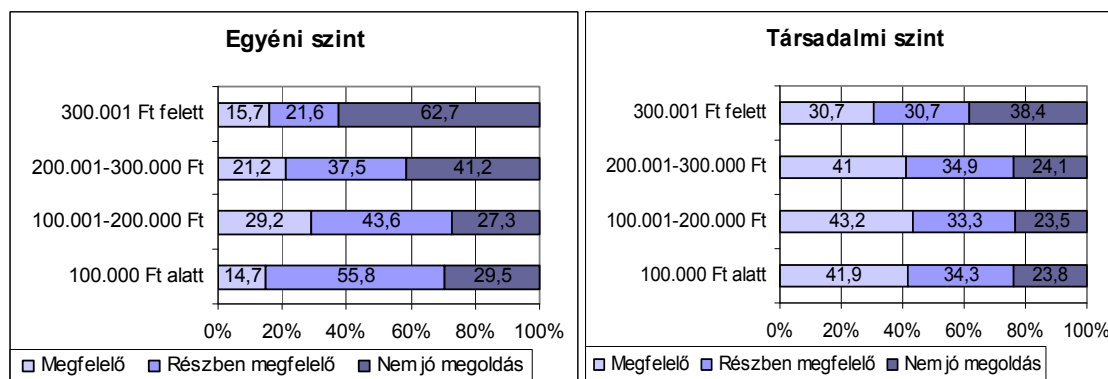 Egyéni szint
300.001 Ft felett 15,7 21,6 62,7
200.001-300.000 Ft 21,2 37,5 41,2
100.001-200.000 Ft 29,2 43,6 27,3
100.000 Ft alatt 14,7 55,8 29,5
0% 20% 40% 60% 80% 100%
Megfelelő Részben megfelelő Nem jó megoldás
Társadalmi szint
300.001 Ft felett 30,7 30,7 38,4
200.001-300.000 Ft 41 34,9 24,1
100.001-200.000 Ft 43,2 33,3 23,5
100.000 Ft alatt 41,9 34,3 23,8
0% 20% 40% 60% 80% 100%
Megfelelő Részben megfelelő Nem jó megoldás